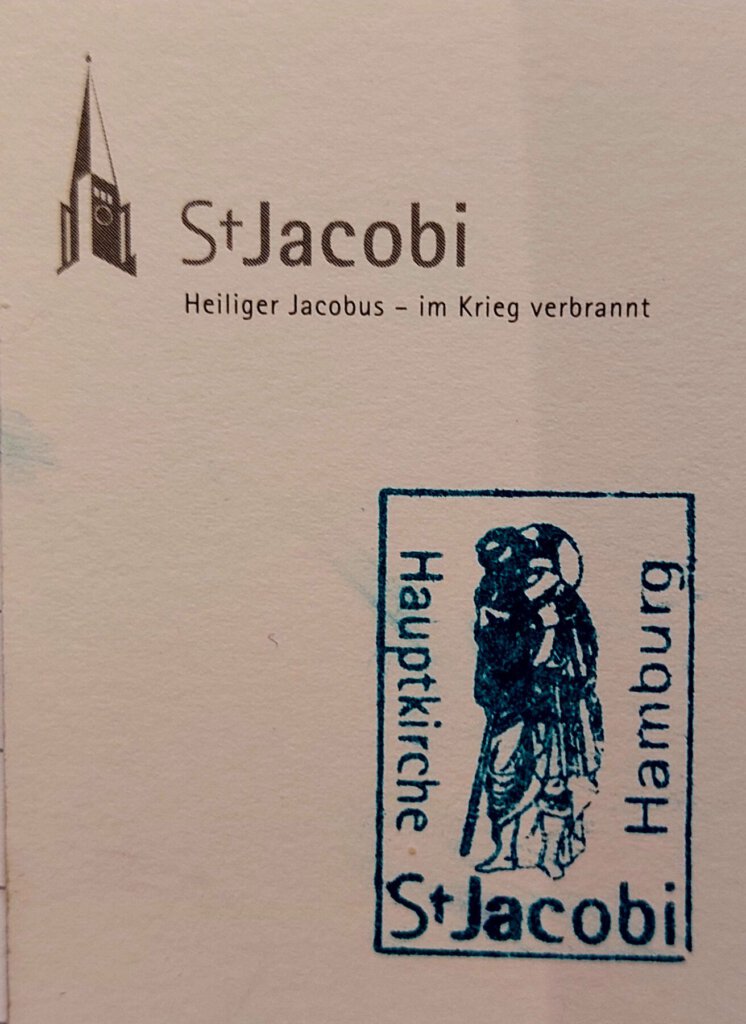 St Jacobi
Heiliger Jacobus – im Krieg verbrannt
Hauptkirche
Hamburg
St Jacobi